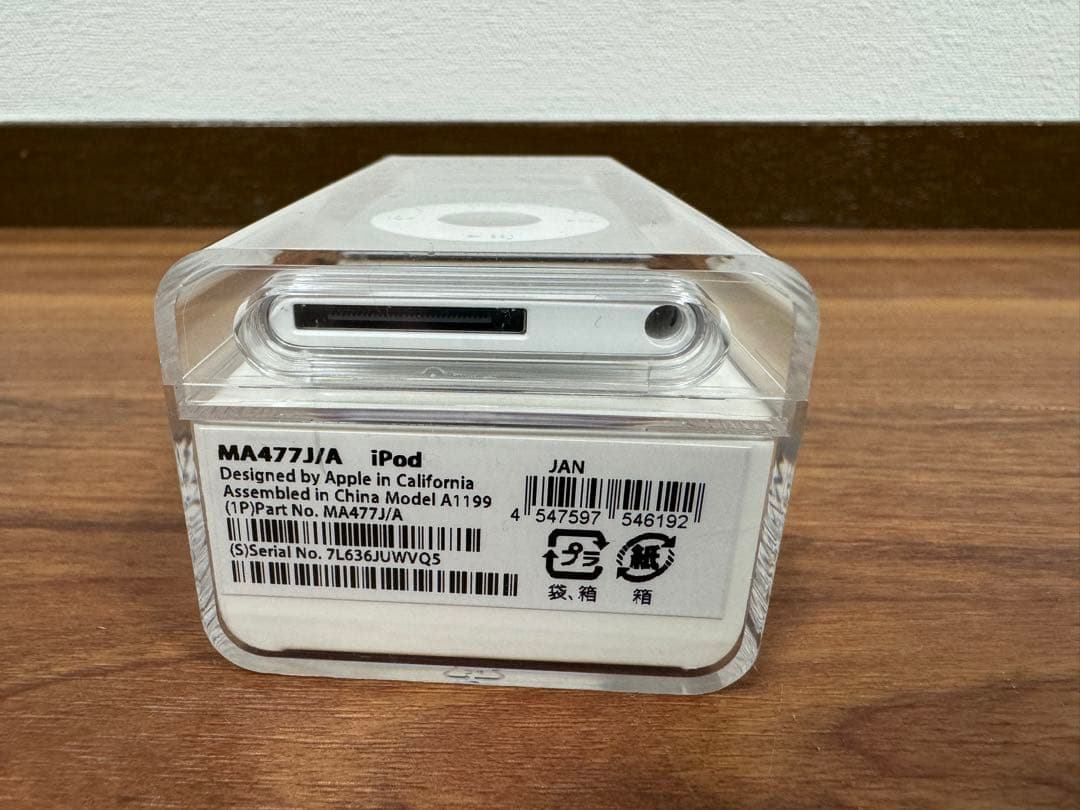 MA477J/A iPod
Designed by Apple in California
Assembled in China Model A1199
(1P)Part No. MA477J/A
(S)Serial No. 7L636JUWVQ5
JAN
4 547597 546192
プラ
紙
袋、箱
箱